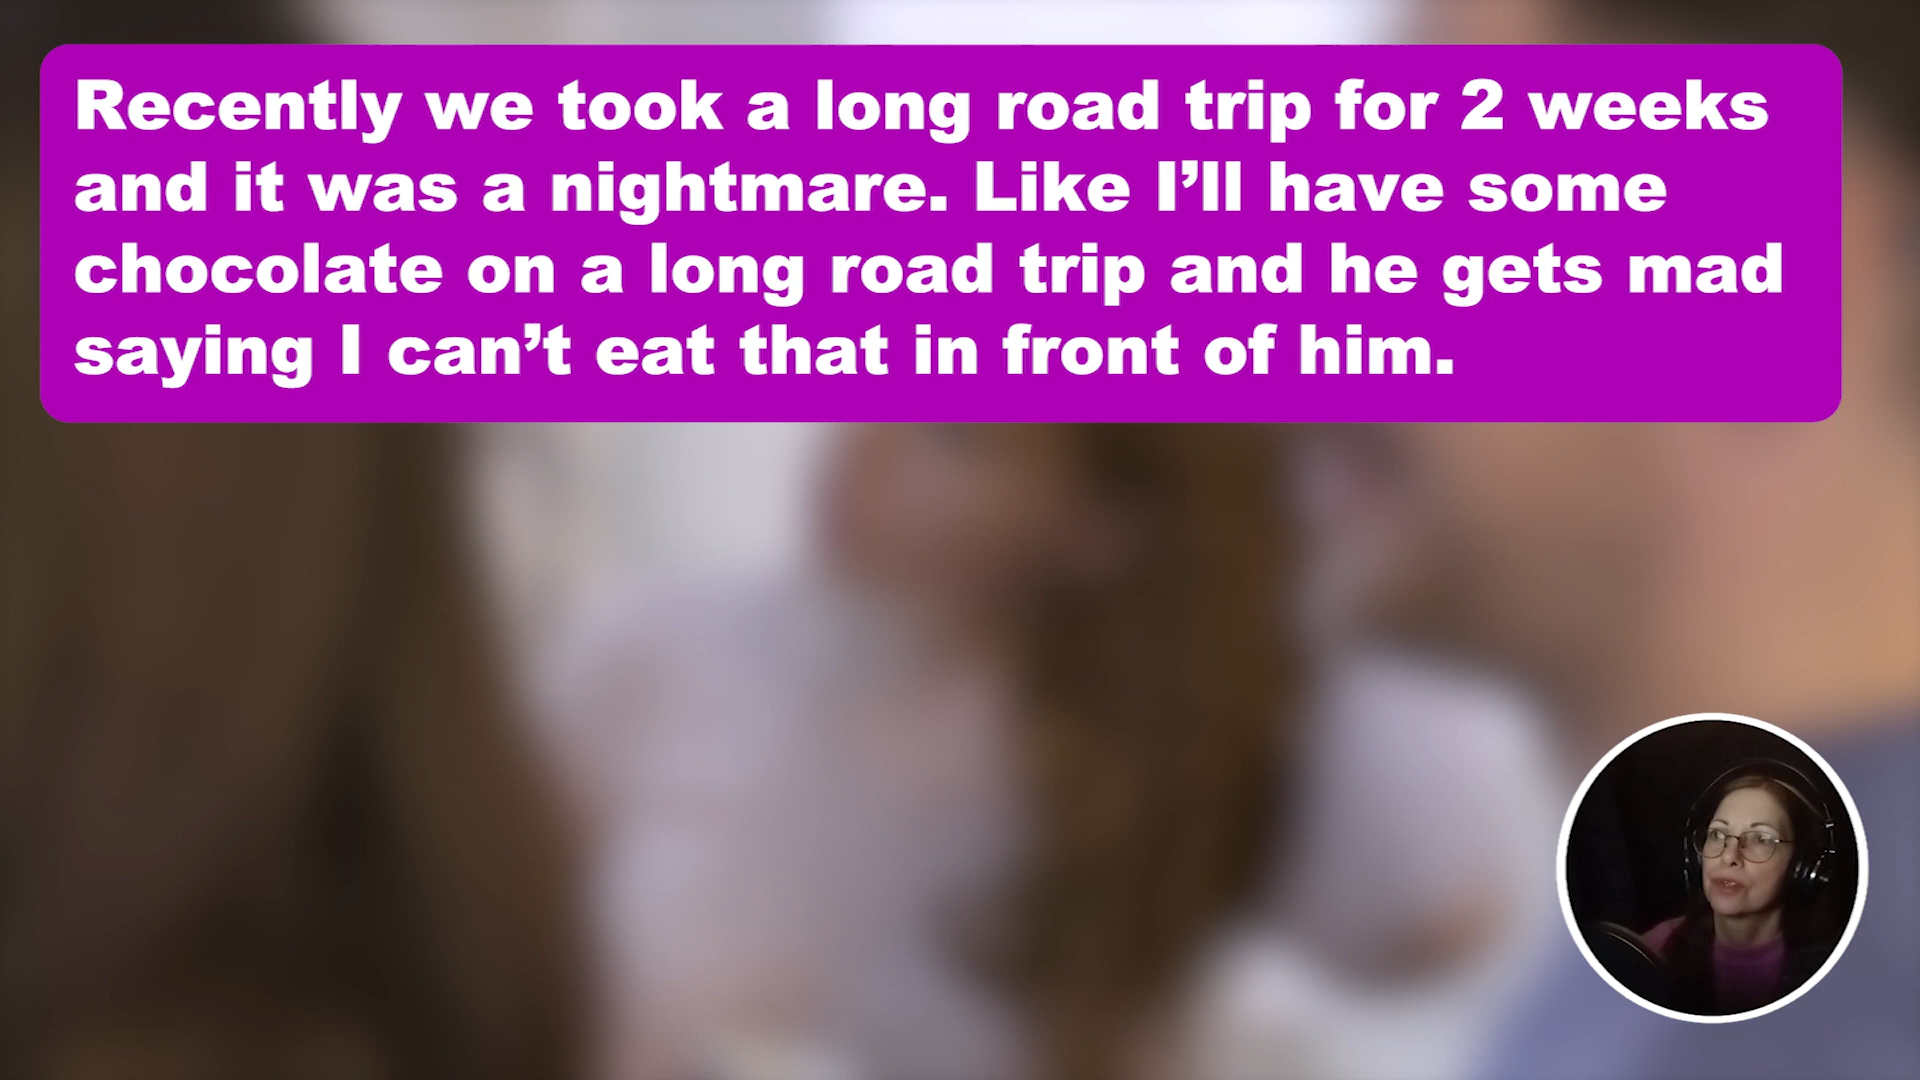 Recently we took a long road trip for 2 weeks
and it was a nightmare. Like I’ll have some
chocolate on a long road trip and he gets mad
saying I can’t eat that in front of him.